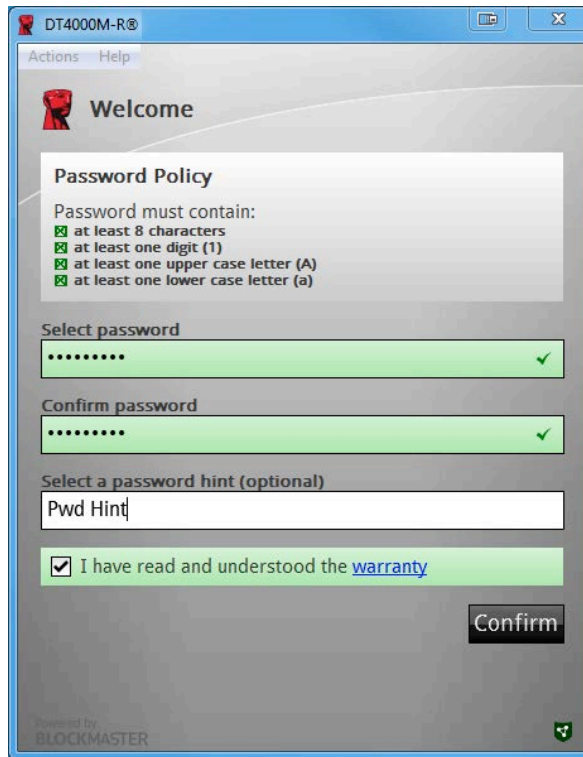 DT4000M-R®
Actions Help
Welcome
Password Policy
Password must contain:
at least 8 characters
at least one digit (1)
at least one upper case letter (A)
at least one lower case letter (a)
Select password
•••••••••
Confirm password
•••••••••
Select a password hint (optional)
Pwd Hint
I have read and understood the warranty
Confirm
Powered by
BLOCKMASTER